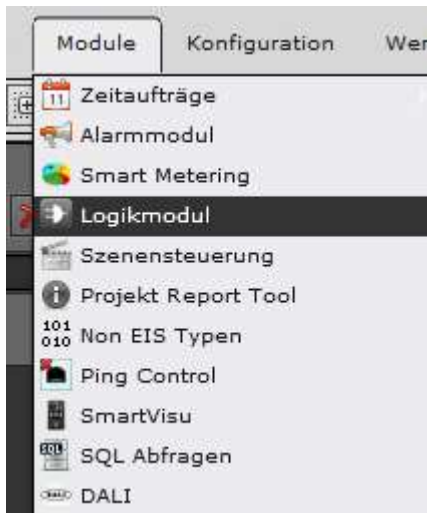 Module Konfiguration Wer
11 Zeitaufträge
Alarmmodul
Smart Metering
Logikmodul
Szenensteuerung
Projekt Report Tool
101
010 Non EIS Typen
Ping Control
SmartVisu
SQL SQL Abfragen
DALI DALI